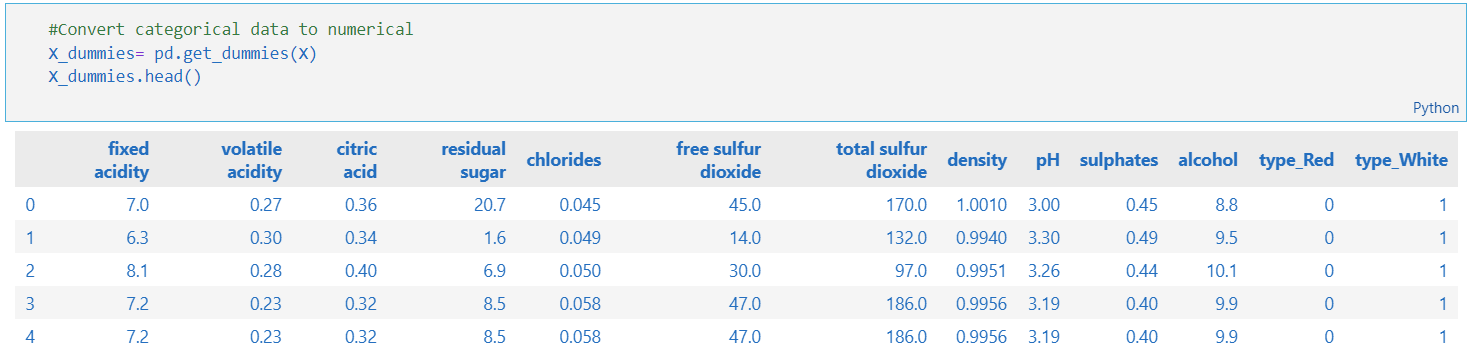 #Convert categorical data to numerical
X_dummies= pd.get_dummies(X)
X_dummies.head()
Python
fixed acidity volatile acidity citric acid residual sugar chlorides free sulfur dioxide total sulfur dioxide density pH sulphates alcohol type_Red type_White
0 7.0 0.27 0.36 20.7 0.045 45.0 170.0 1.0010 3.00 0.45 8.8 0 1
1 6.3 0.30 0.34 1.6 0.049 14.0 132.0 0.9940 3.30 0.49 9.5 0 1
2 8.1 0.28 0.40 6.9 0.050 30.0 97.0 0.9951 3.26 0.44 10.1 0 1
3 7.2 0.23 0.32 8.5 0.058 47.0 186.0 0.9956 3.19 0.40 9.9 0 1
4 7.2 0.23 0.32 8.5 0.058 47.0 186.0 0.9956 3.19 0.40 9.9 0 1